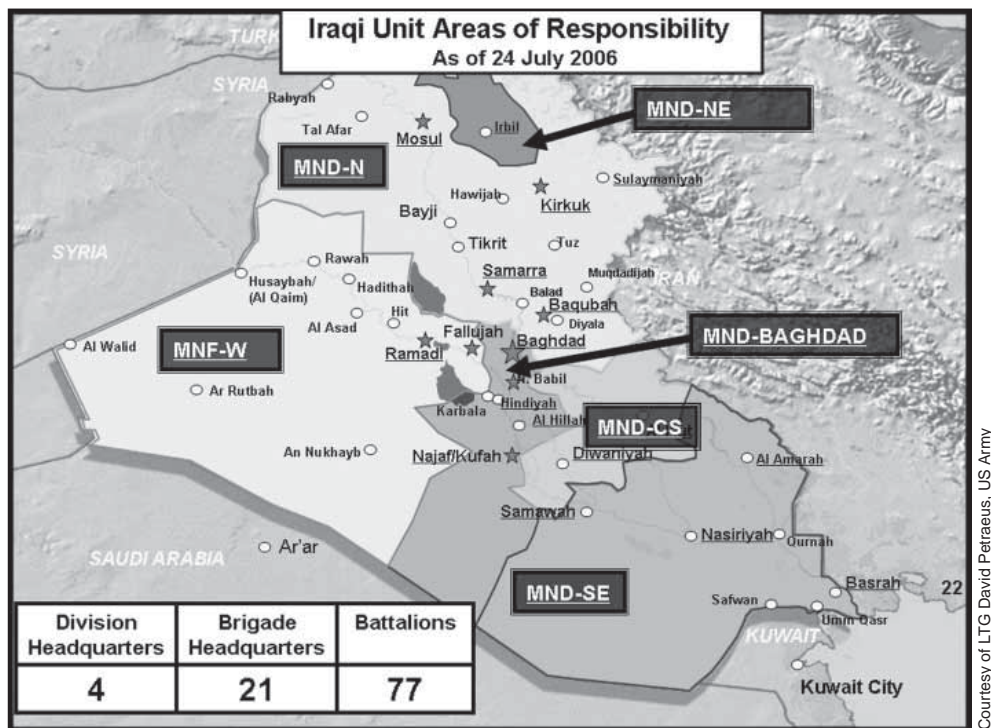 Iraqi Unit Areas of Responsibility
As of 24 July 2006
SYRIA
Rabyah
Tal Afar
Mosul
Irbil
MND-NE
MND-N
Sulaymaniyah
Hawijah
Kirkuk
Bayji
Tikrit
Tuz
SYRIA
Rawah
Husaybah/
(Al Qaim)
Hadithah
Samarra
Muqdadijah
IRAN
Balad
Baqubah
Al Asad
Hit
Diyala
Fallujah
Ramadi
Baghdad
MND-BAGHDAD
Al Walid
MNF-W
Ar Rutbah
N. Babil
Karbala
Hindiyah
Al Hillah
MND-CS
An Nukhayb
Najaf/Kufah
Diwaniyah
Al Amarah
Samawah
Nasiriyah
Qurnah
SAUDI ARABIA
Ar'ar
MND-SE
Basrah
22
Safwan
Umm Qasr
KUWAIT
Kuwait City
Division
Headquarters
Brigade
Headquarters
Battalions
4
21
77
Courtesy of LTG David Petraeus, US Army